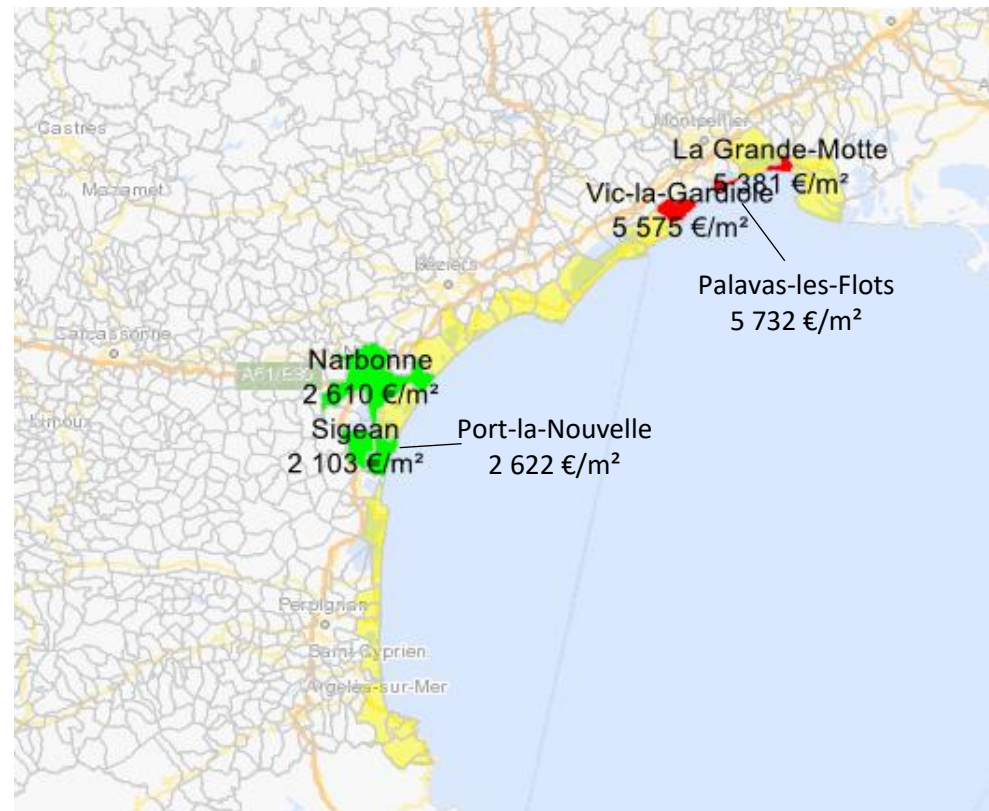 Castres
Montpellier
La Grande-Motte
5 381 €/m²
Mazamet
Vic-la-Gardiole
5 575 €/m²
Béziers
Palavas-les-Flots
5 732 €/m²
Carcassonne
Narbonne
A61/E80
2 610 €/m²
Limoux
Sigean
2 103 €/m²
Port-la-Nouvelle
2 622 €/m²
Perpignan
Saint-Cyprien
Argelès-sur-Mer